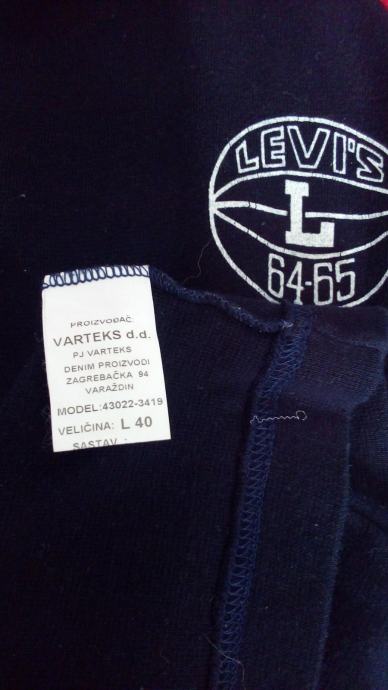 LEVI'S
L
64-65
PROIZVOĐAČ
VARTEKS d.d.
PJ VARTEKS
DENIM PROIZVODI
ZAGREBAČKA 94
VARAŽDIN
MODEL:43022-3419
VELIČINA: L 40
SASTAV :